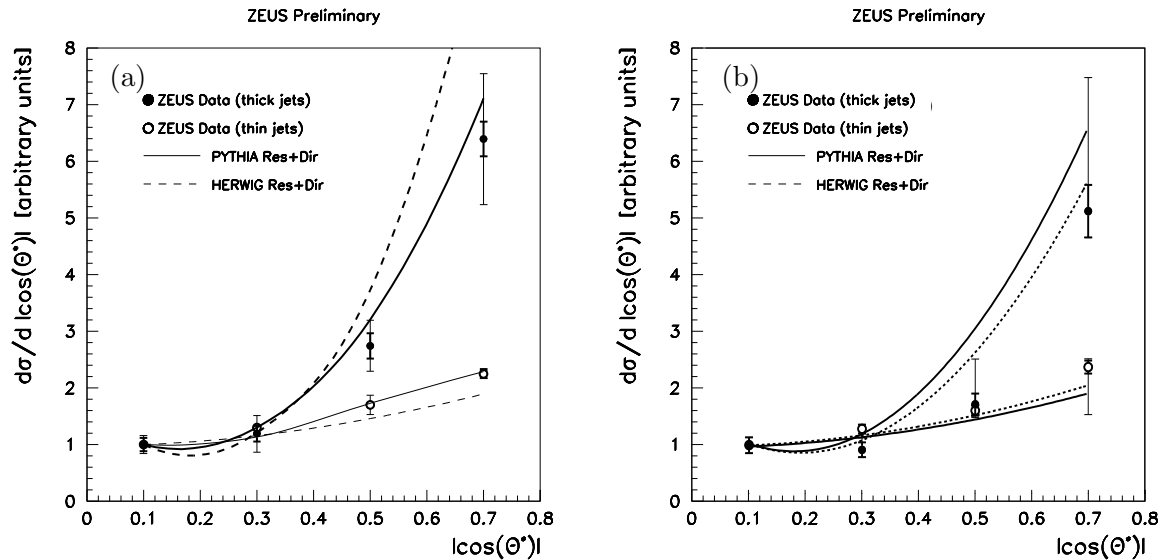 ZEUS Preliminary
dσ/d |cos(Θ*)| [arbitrary units]
8
7
6
5
4
3
2
1
0
(a)
ZEUS Data (thick jets)
ZEUS Data (thin jets)
PYTHIA Res+Dir
HERWIG Res+Dir
0 0.1 0.2 0.3 0.4 0.5 0.6 0.7 0.8
|cos(Θ*)|
ZEUS Preliminary
dσ/d |cos(Θ*)| [arbitrary units]
8
7
6
5
4
3
2
1
0
(b)
ZEUS Data (thick jets)
ZEUS Data (thin jets)
PYTHIA Res+Dir
HERWIG Res+Dir
0 0.1 0.2 0.3 0.4 0.5 0.6 0.7 0.8
|cos(Θ*)|